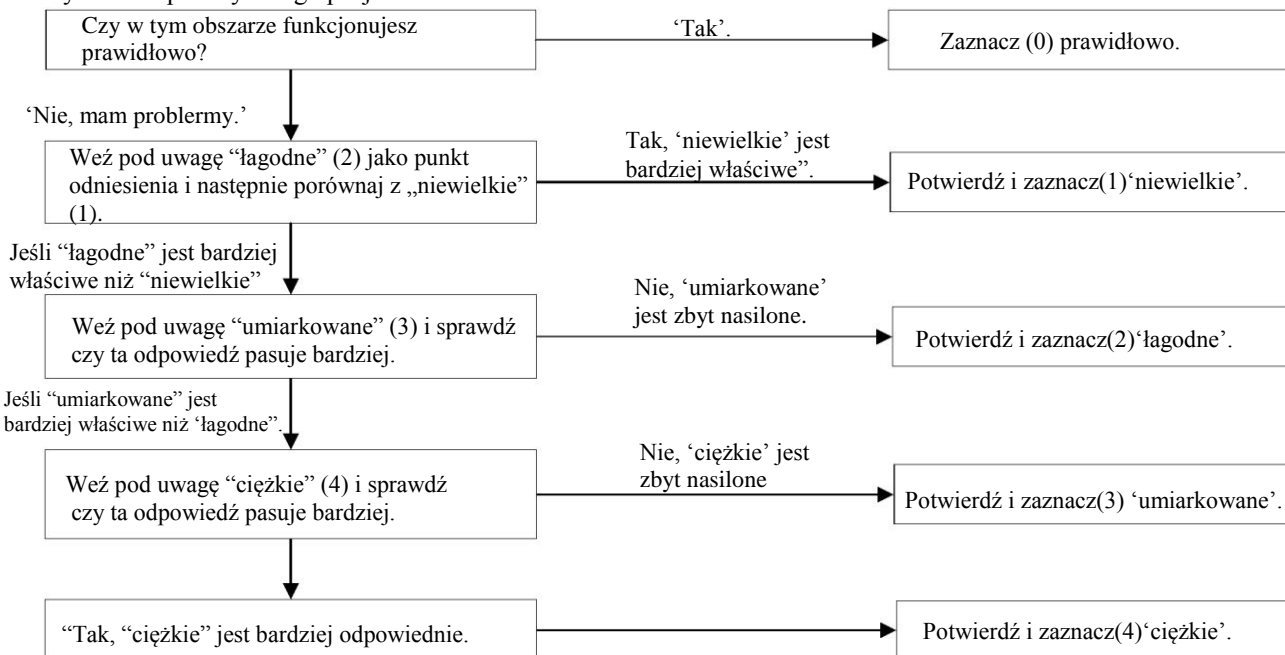 Czy w tym obszarze funkcjonujesz
prawidłowo?
‘Tak’.
Zaznacz (0) prawidłowo.
‘Nie, mam problermy.’
Weź pod uwagę “łagodne” (2) jako punkt
odniesienia i następnie porównaj z „niewielkie”
(1).
Tak, ‘niewielkie’ jest
bardziej właściwe”.
Potwierdź i zaznacz(1)‘niewielkie’.
Jeśli “łagodne” jest bardziej
właściwe niż “niewielkie”
Weź pod uwagę “umiarkowane” (3) i sprawdź
czy ta odpowiedź pasuje bardziej.
Nie, ‘umiarkowane’
jest zbyt nasilone.
Potwierdź i zaznacz(2)‘łagodne’.
Jeśli “umiarkowane” jest
bardziej właściwe niż ‘łagodne”.
Weź pod uwagę “ciężkie” (4) i sprawdź
czy ta odpowiedź pasuje bardziej.
Nie, ‘ciężkie’ jest
zbyt nasilone
Potwierdź i zaznacz(3) ‘umiarkowane’.
“Tak, “ciężkie” jest bardziej odpowiednie.
Potwierdź i zaznacz(4)‘ciężkie’.